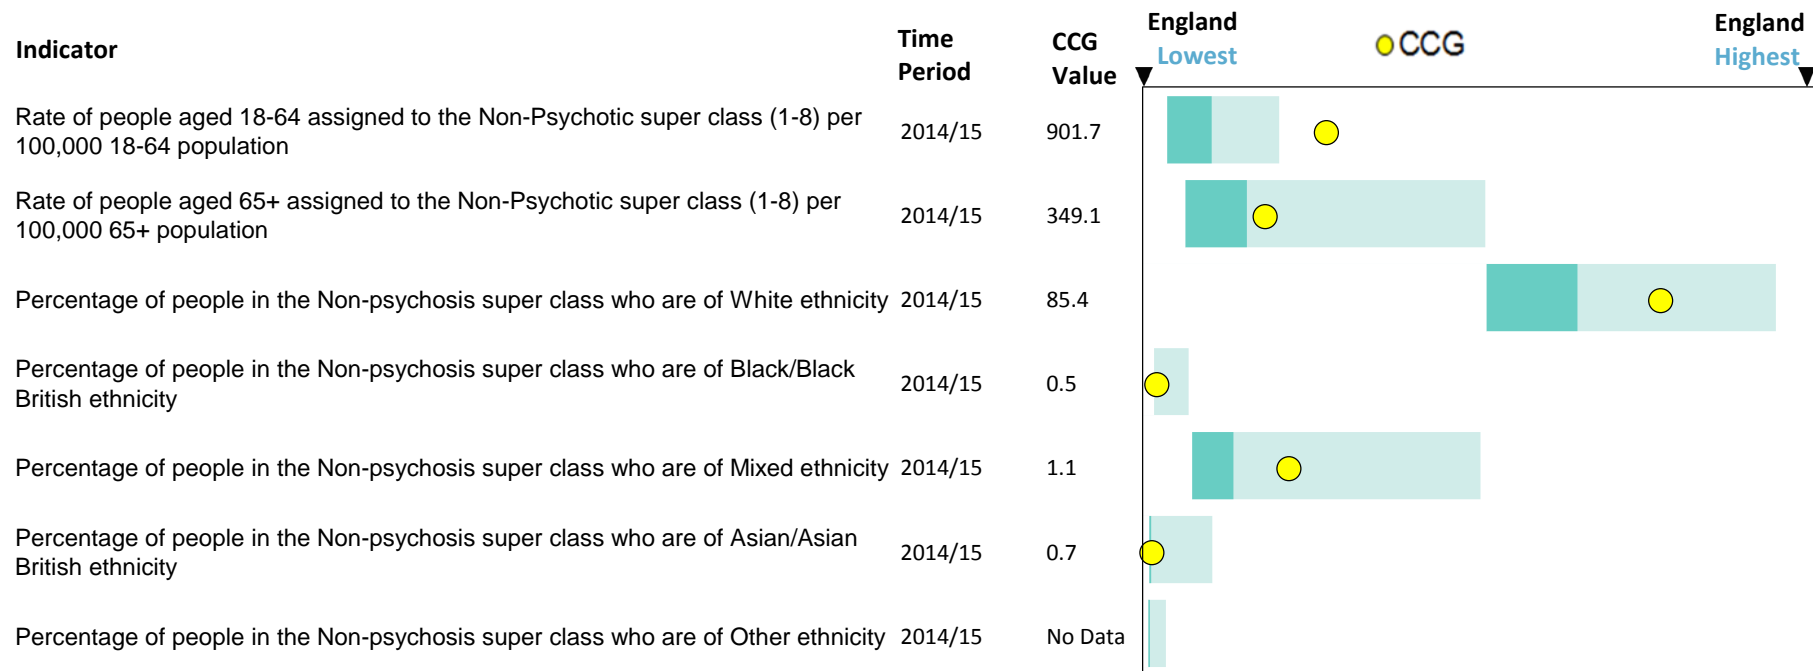 Indicator
Time Period
CCG Value
England Lowest
CCG
England Highest
Rate of people aged 18-64 assigned to the Non-Psychotic super class (1-8) per
100,000 18-64 population
2014/15
901.7
Rate of people aged 65+ assigned to the Non-Psychotic super class (1-8) per
100,000 65+ population
2014/15
349.1
Percentage of people in the Non-psychosis super class who are of White ethnicity
2014/15
85.4
Percentage of people in the Non-psychosis super class who are of Black/Black
British ethnicity
2014/15
0.5
Percentage of people in the Non-psychosis super class who are of Mixed ethnicity
2014/15
1.1
Percentage of people in the Non-psychosis super class who are of Asian/Asian
British ethnicity
2014/15
0.7
Percentage of people in the Non-psychosis super class who are of Other ethnicity
2014/15
No Data